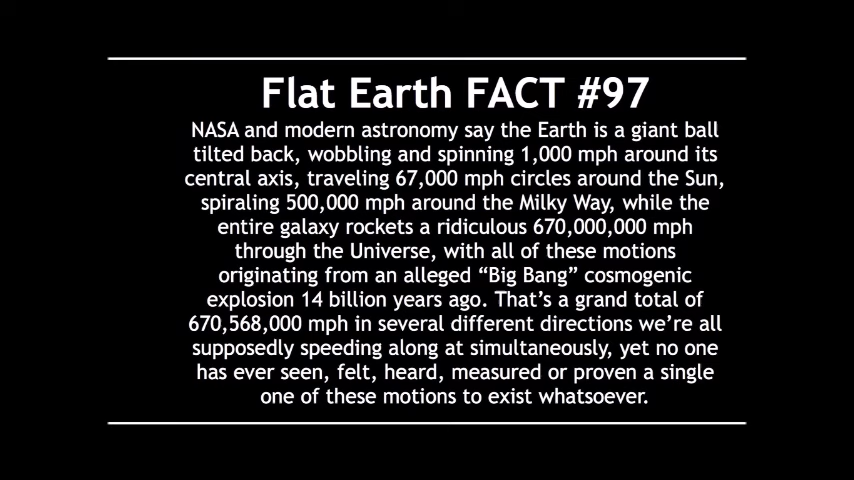 Flat Earth FACT #97
NASA and modern astronomy say the Earth is a giant ball
tilted back, wobbling and spinning 1,000 mph around its
central axis, traveling 67,000 mph circles around the Sun,
spiraling 500,000 mph around the Milky Way, while the
entire galaxy rockets a ridiculous 670,000,000 mph
through the Universe, with all of these motions
originating from an alleged “Big Bang” cosmogenic
explosion 14 billion years ago. That’s a grand total of
670,568,000 mph in several different directions we’re all
supposedly speeding along at simultaneously, yet no one
has ever seen, felt, heard, measured or proven a single
one of these motions to exist whatsoever.